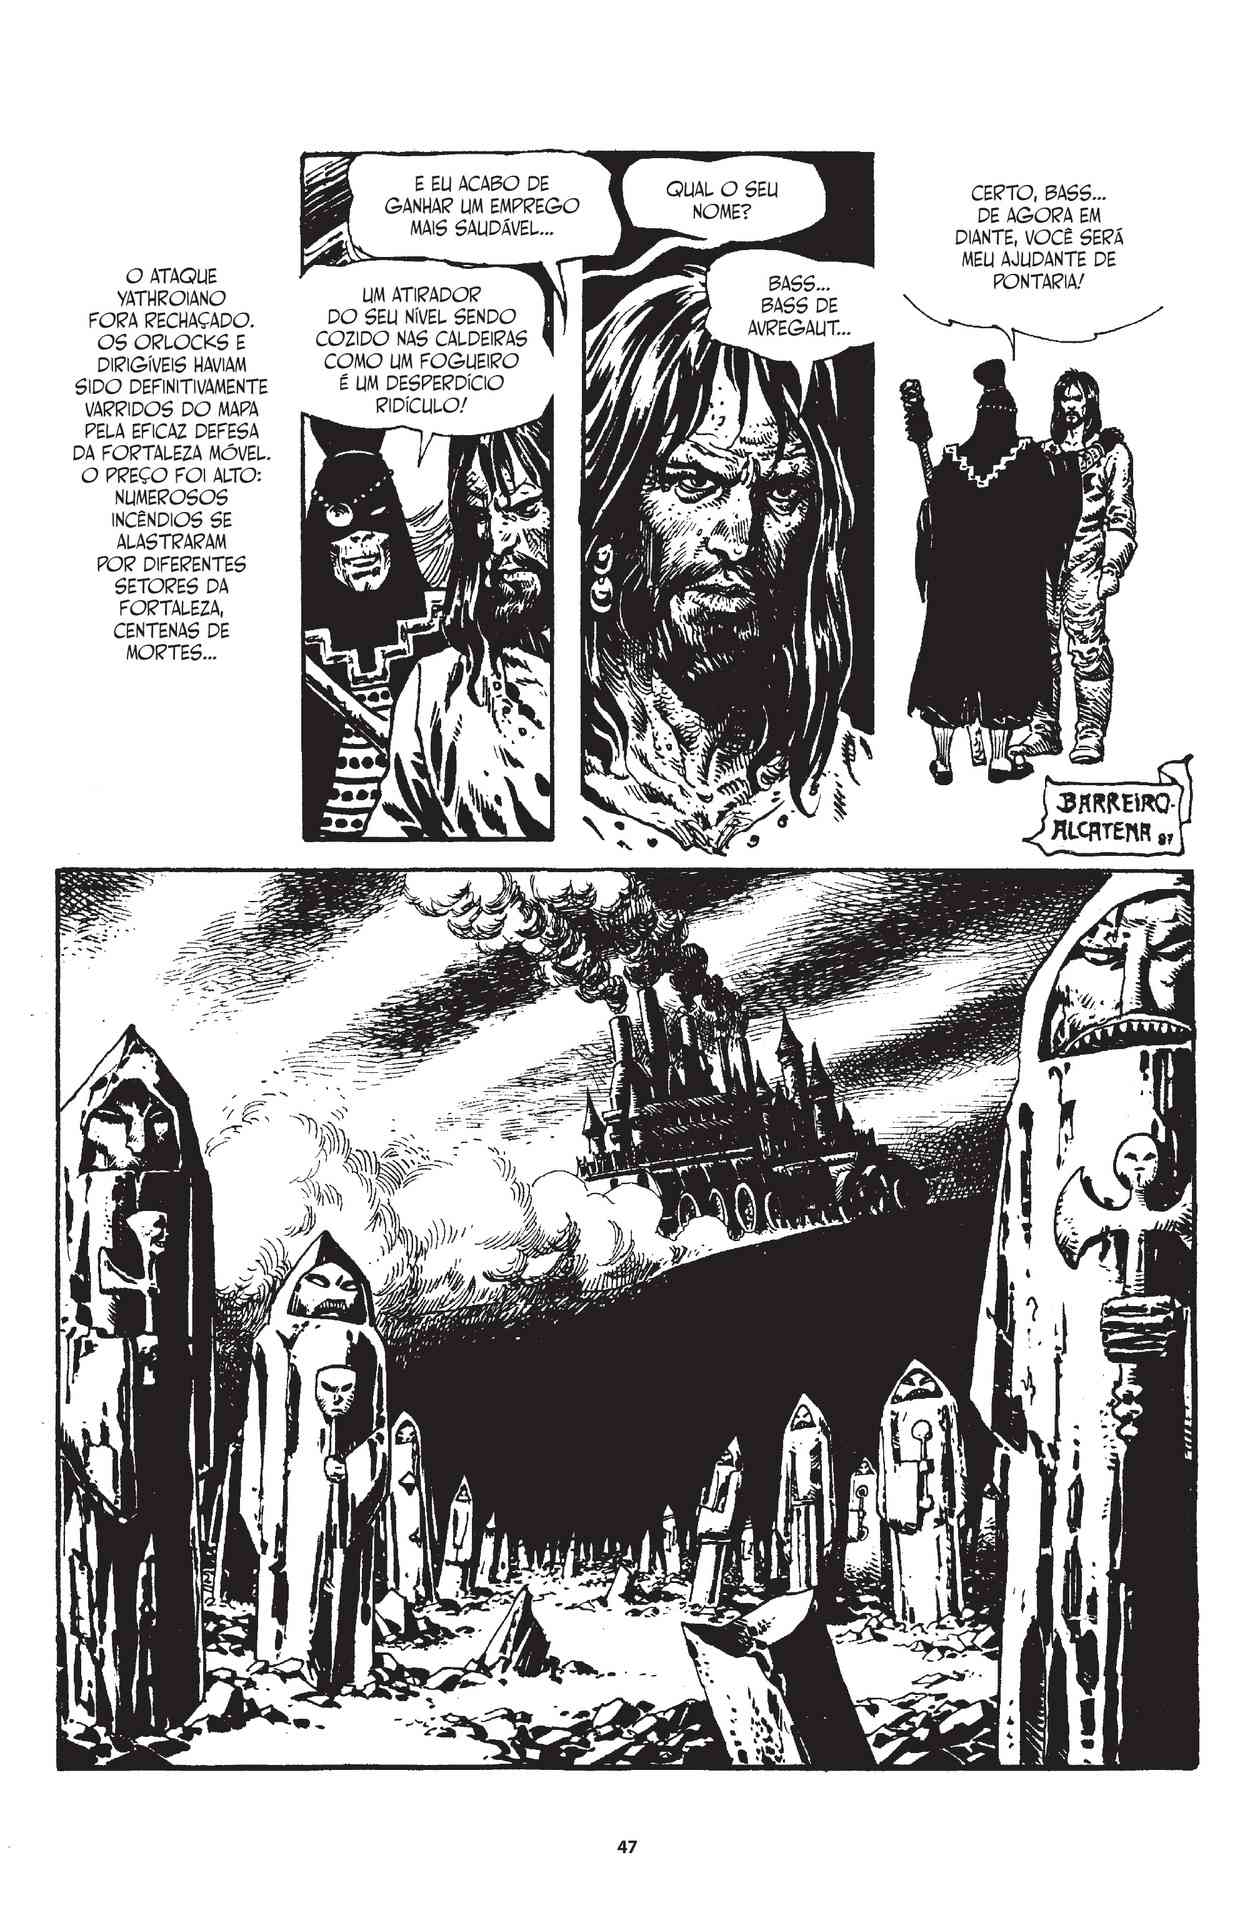 O ATAQUE
YATHROIANO
FORA RECHAÇADO.
OS ORLOCKS E
DIRIGÍVEIS HAVIAM
SIDO DEFINITIVAMENTE
VARRIDOS DO MAPA
PELA EFICAZ DEFESA
DA FORTALEZA MÓVEL.
O PREÇO FOI ALTO:
NUMEROSOS
INCÊNDIOS SE
ALASTRARAM
POR DIFERENTES
SETORES DA
FORTALEZA,
CENTENAS DE
MORTES...
E EU ACABO DE
GANHAR UM EMPREGO
MAIS SAUDÁVEL...
UM ATIRADOR
DO SEU NÍVEL SENDO
COZIDO NAS CALDEIRAS
COMO UM FOGUEIRO
É UM DESPERDÍCIO
RIDÍCULO!
QUAL O SEU
NOME?
BASS...
BASS DE
AVREGAUT...
CERTO, BASS...
DE AGORA EM
DIANTE, VOCÊ SERÁ
MEU AJUDANTE DE
PONTARIA!
BARREIRO-
ALCATENA 87
47